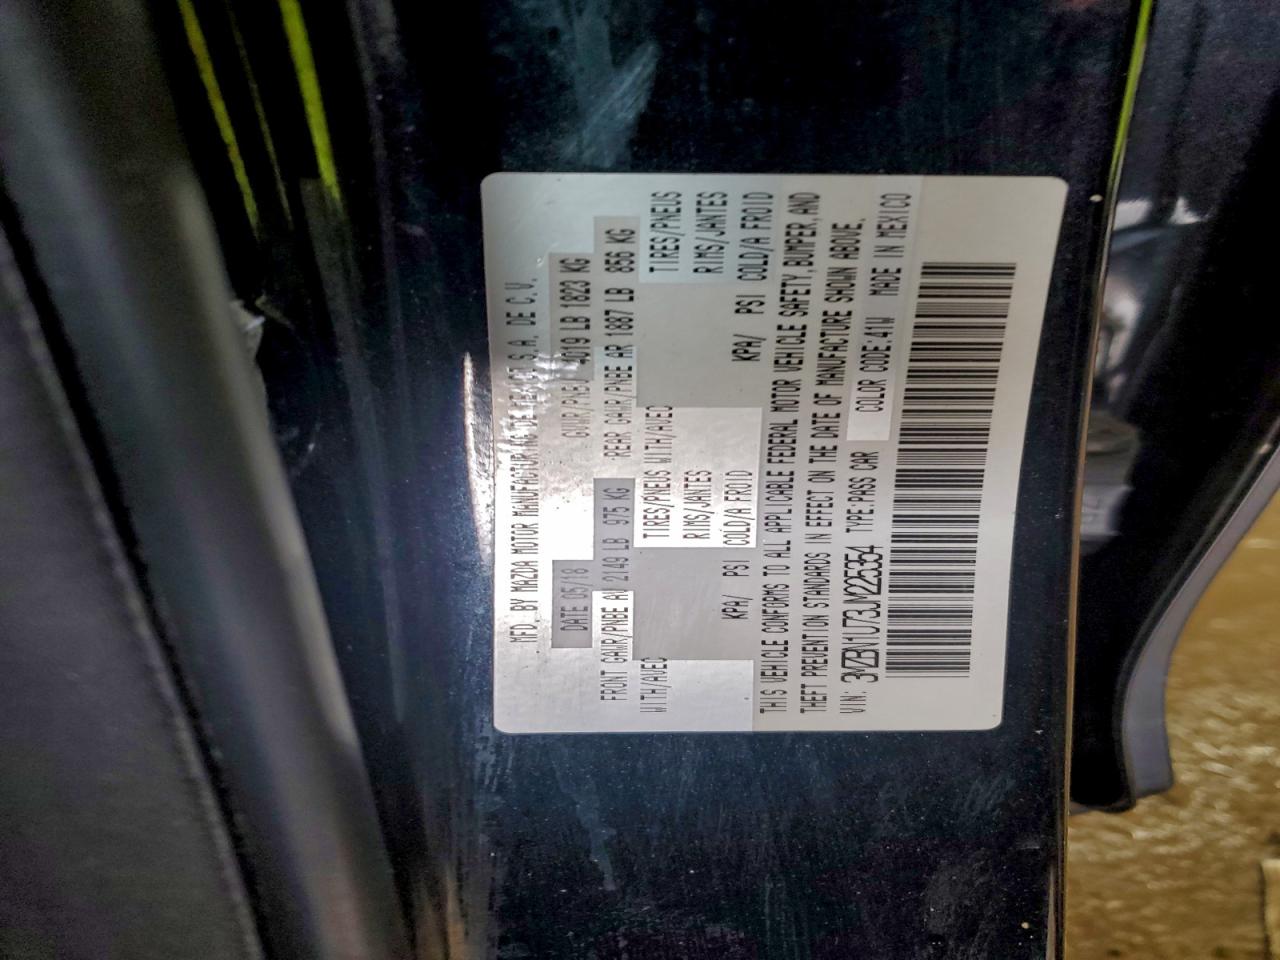 MFD. BY MAZDA MOTOR MANUFACTURING DE MEXICO S.A. DE C.V.
DATE 05/18 GVWR/PNBV 4019 LB 1823 KG
FRONT GAWR/PNBE AV 2149 LB 975 KG REAR GAWR/PNBE AR 1887 LB 856 KG
WITH/AVEC TIRES/PNEUS WITH/AVEC TIRES/PNEUS
RIMS/JANTES RIMS/JANTES
KPA/ PSI COLD/A FROID KPA/ PSI COLD/A FROID
THIS VEHICLE CONFORMS TO ALL APPLICABLE FEDERAL MOTOR VEHICLE SAFETY, BUMPER, AND
THEFT PREVENTION STANDARDS IN EFFECT ON THE DATE OF MANUFACTURE SHOWN ABOVE.
VIN: 3MZBN1U73JM225354 TYPE:PASS CAR COLOR CODE:41W MADE IN MEXICO